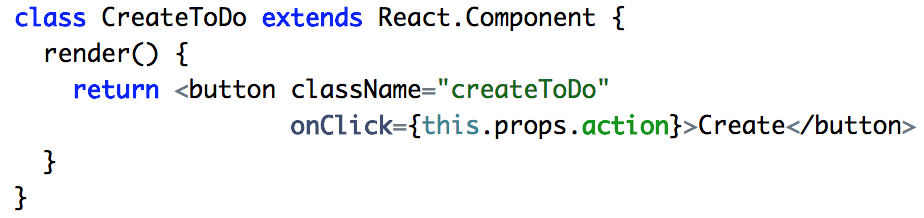 class CreateToDo extends React.Component {
  render() {
    return <button className="createToDo"
                   onClick={this.props.action}>Create</button>
  }
}